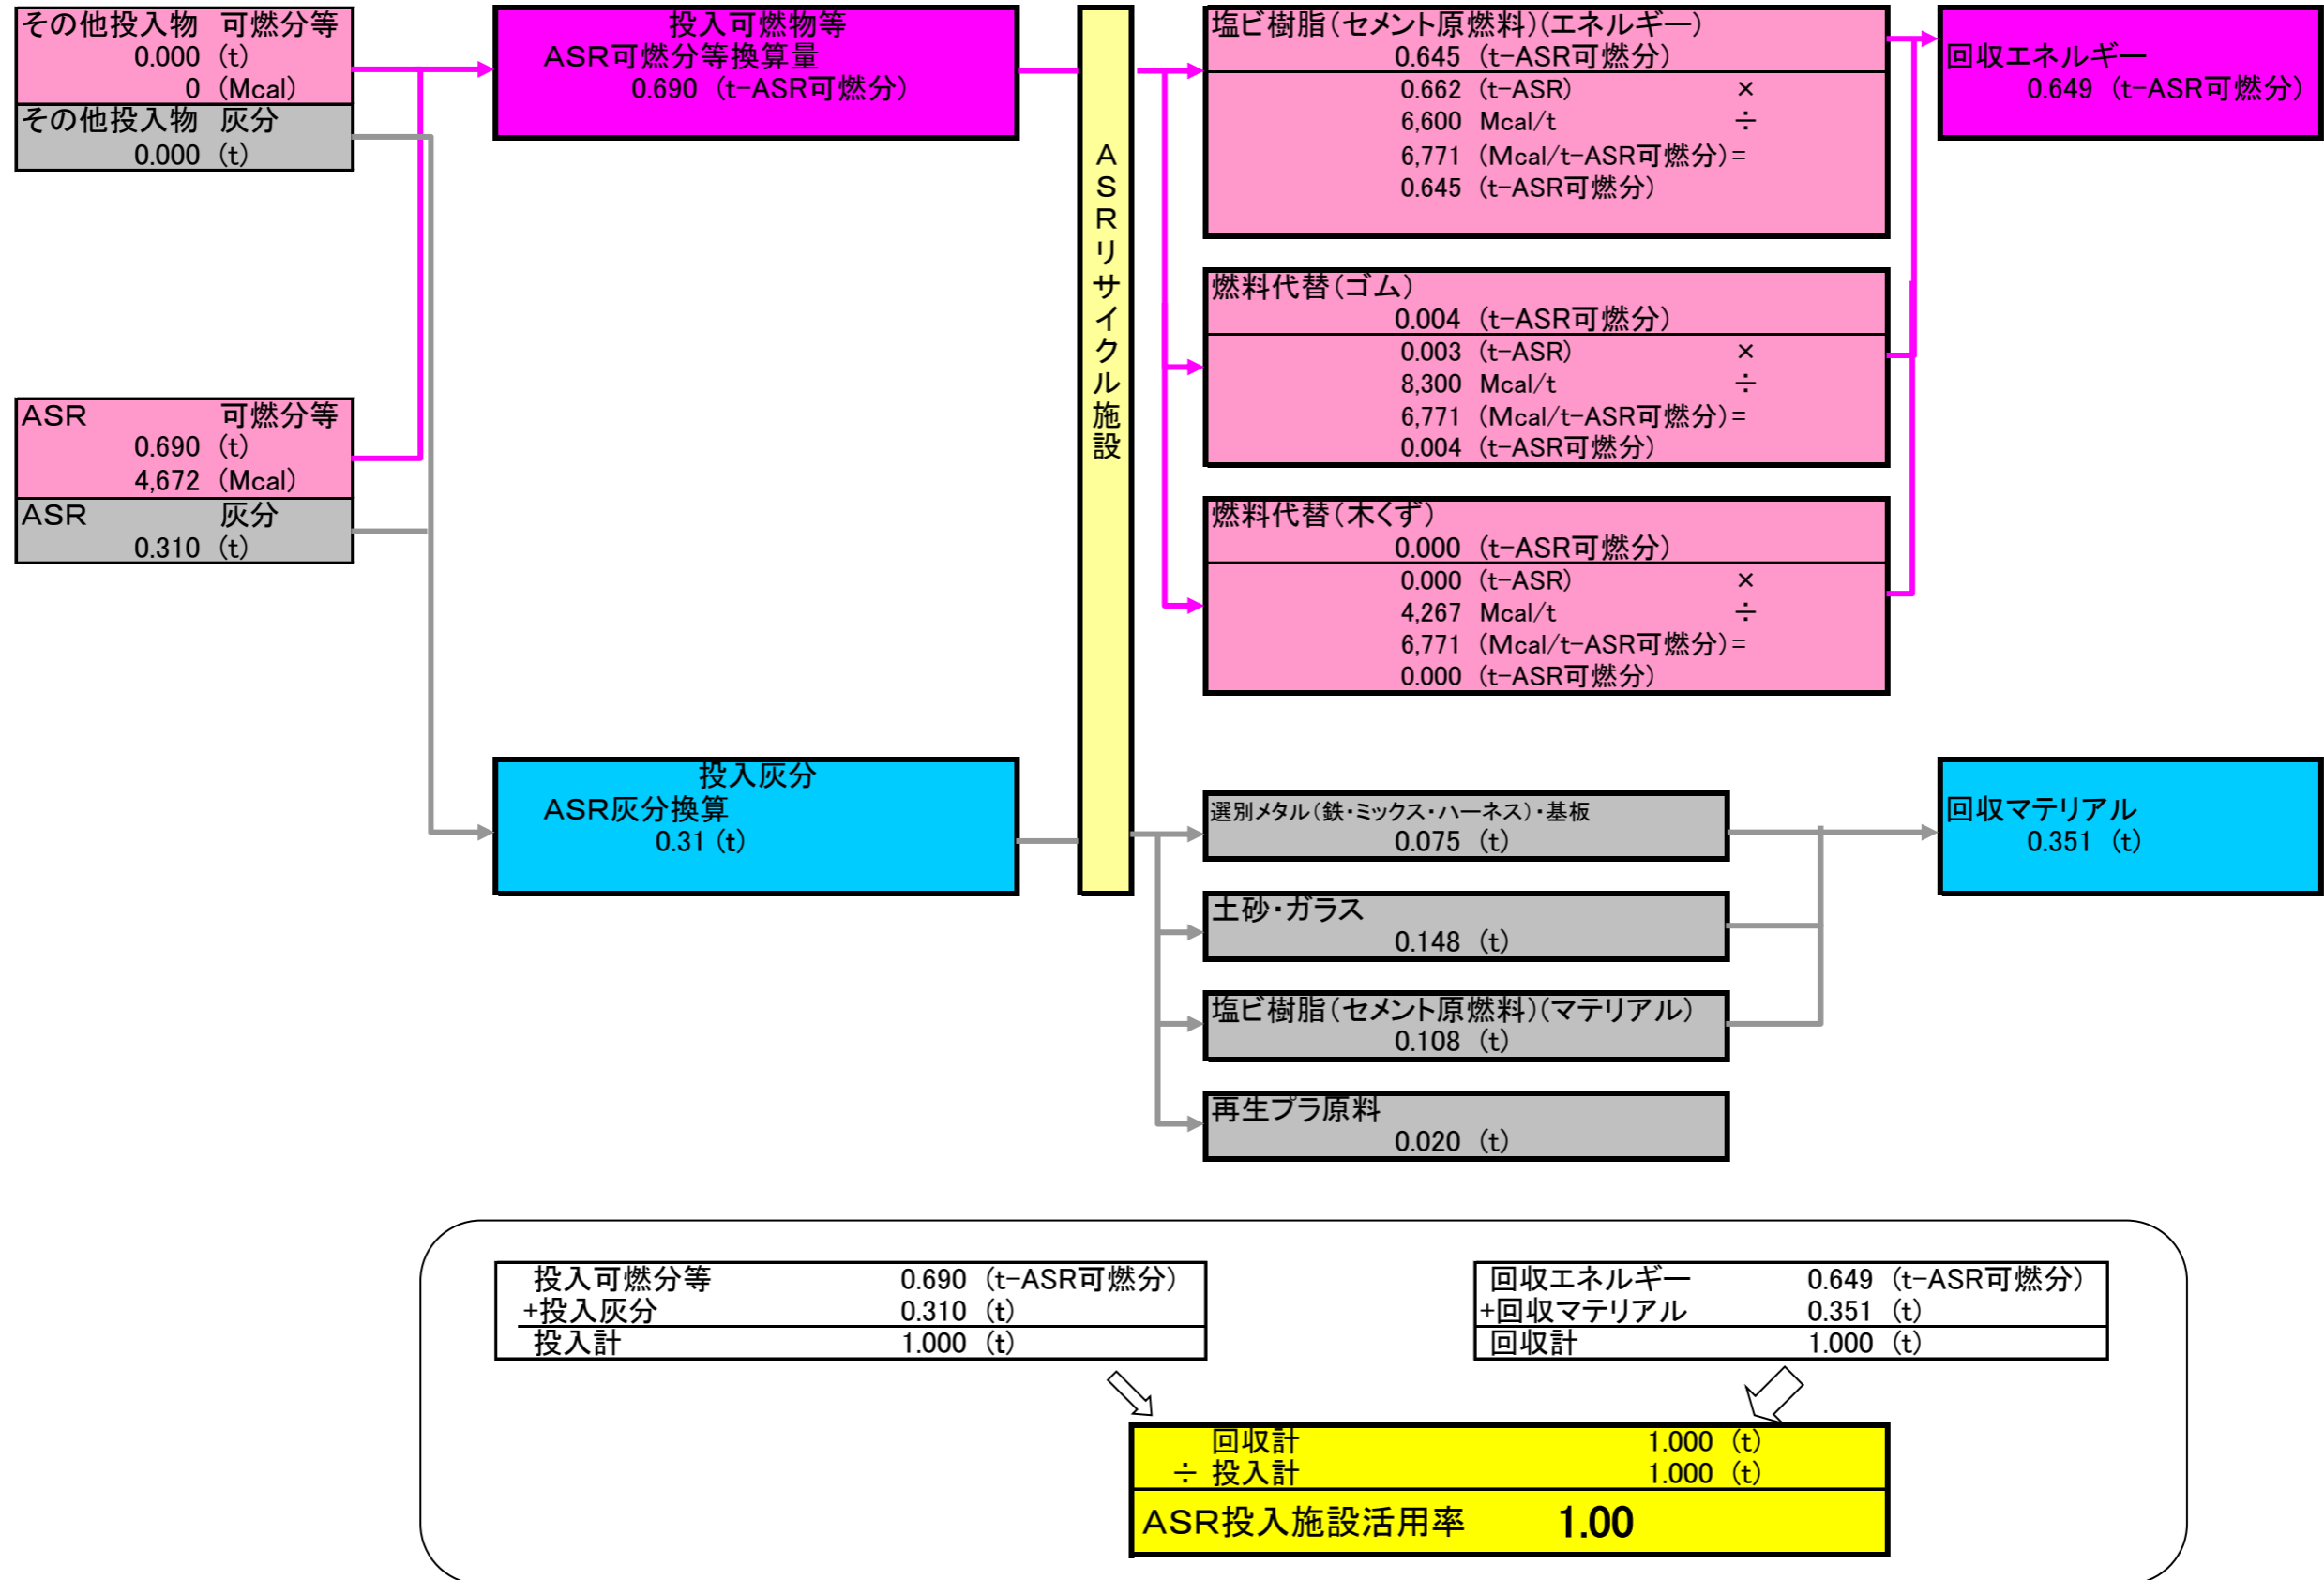 その他投入物 可燃分等
0.000 (t)
0 (Mcal)
その他投入物 灰分
0.000 (t)
ASR 可燃分等
0.690 (t)
4,672 (Mcal)
ASR 灰分
0.310 (t)
投入可燃物等
ASR可燃分等換算量
0.690 (t-ASR可燃分)
投入灰分
ASR灰分換算
0.31 (t)
ASRリサイクル施設
塩ビ樹脂(セメント原燃料)(エネルギー)
0.645 (t-ASR可燃分)
0.662 (t-ASR) ×
6,600 Mcal/t ÷
6,771 (Mcal/t-ASR可燃分)=
0.645 (t-ASR可燃分)
燃料代替(ゴム)
0.004 (t-ASR可燃分)
0.003 (t-ASR) ×
8,300 Mcal/t ÷
6,771 (Mcal/t-ASR可燃分)=
0.004 (t-ASR可燃分)
燃料代替(木くず)
0.000 (t-ASR可燃分)
0.000 (t-ASR) ×
4,267 Mcal/t ÷
6,771 (Mcal/t-ASR可燃分)=
0.000 (t-ASR可燃分)
選別メタル(鉄・ミックス・ハーネス)・基板
0.075 (t)
土砂・ガラス
0.148 (t)
塩ビ樹脂(セメント原燃料)(マテリアル)
0.108 (t)
再生プラ原料
0.020 (t)
回収エネルギー
0.649 (t-ASR可燃分)
回収マテリアル
0.351 (t)
投入可燃分等 0.690 (t-ASR可燃分)
+投入灰分 0.310 (t)
投入計 1.000 (t)
回収エネルギー 0.649 (t-ASR可燃分)
+回収マテリアル 0.351 (t)
回収計 1.000 (t)
回収計 1.000 (t)
÷ 投入計 1.000 (t)
ASR投入施設活用率 1.00